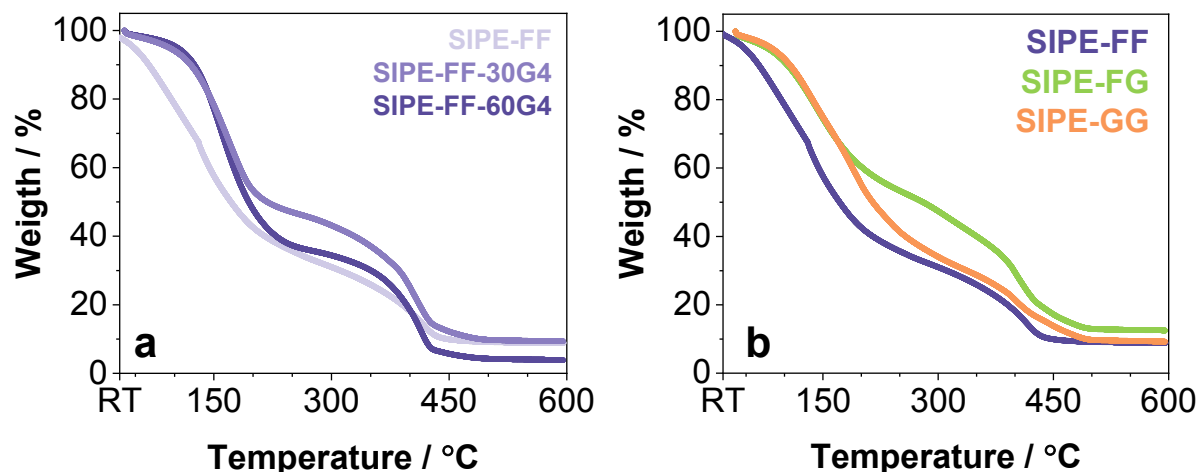 100
80
60
40
20
0
Weigth / %
SIPE-FF
SIPE-FF-30G4
SIPE-FF-60G4
a
RT 150 300 450 600
Temperature / °C
100
80
60
40
20
0
Weigth / %
SIPE-FF
SIPE-FG
SIPE-GG
b
RT 150 300 450 600
Temperature / °C